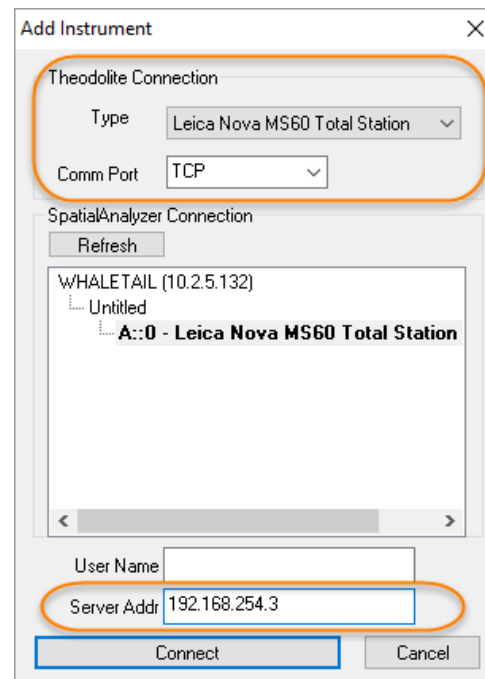 Add Instrument
Theodolite Connection
Type Leica Nova MS60 Total Station
Comm Port TCP
SpatialAnalyzer Connection
Refresh
WHALETAIL (10.2.5.132)
Untitled
A::0 - Leica Nova MS60 Total Station
User Name
Server Addr 192.168.254.3
Connect Cancel